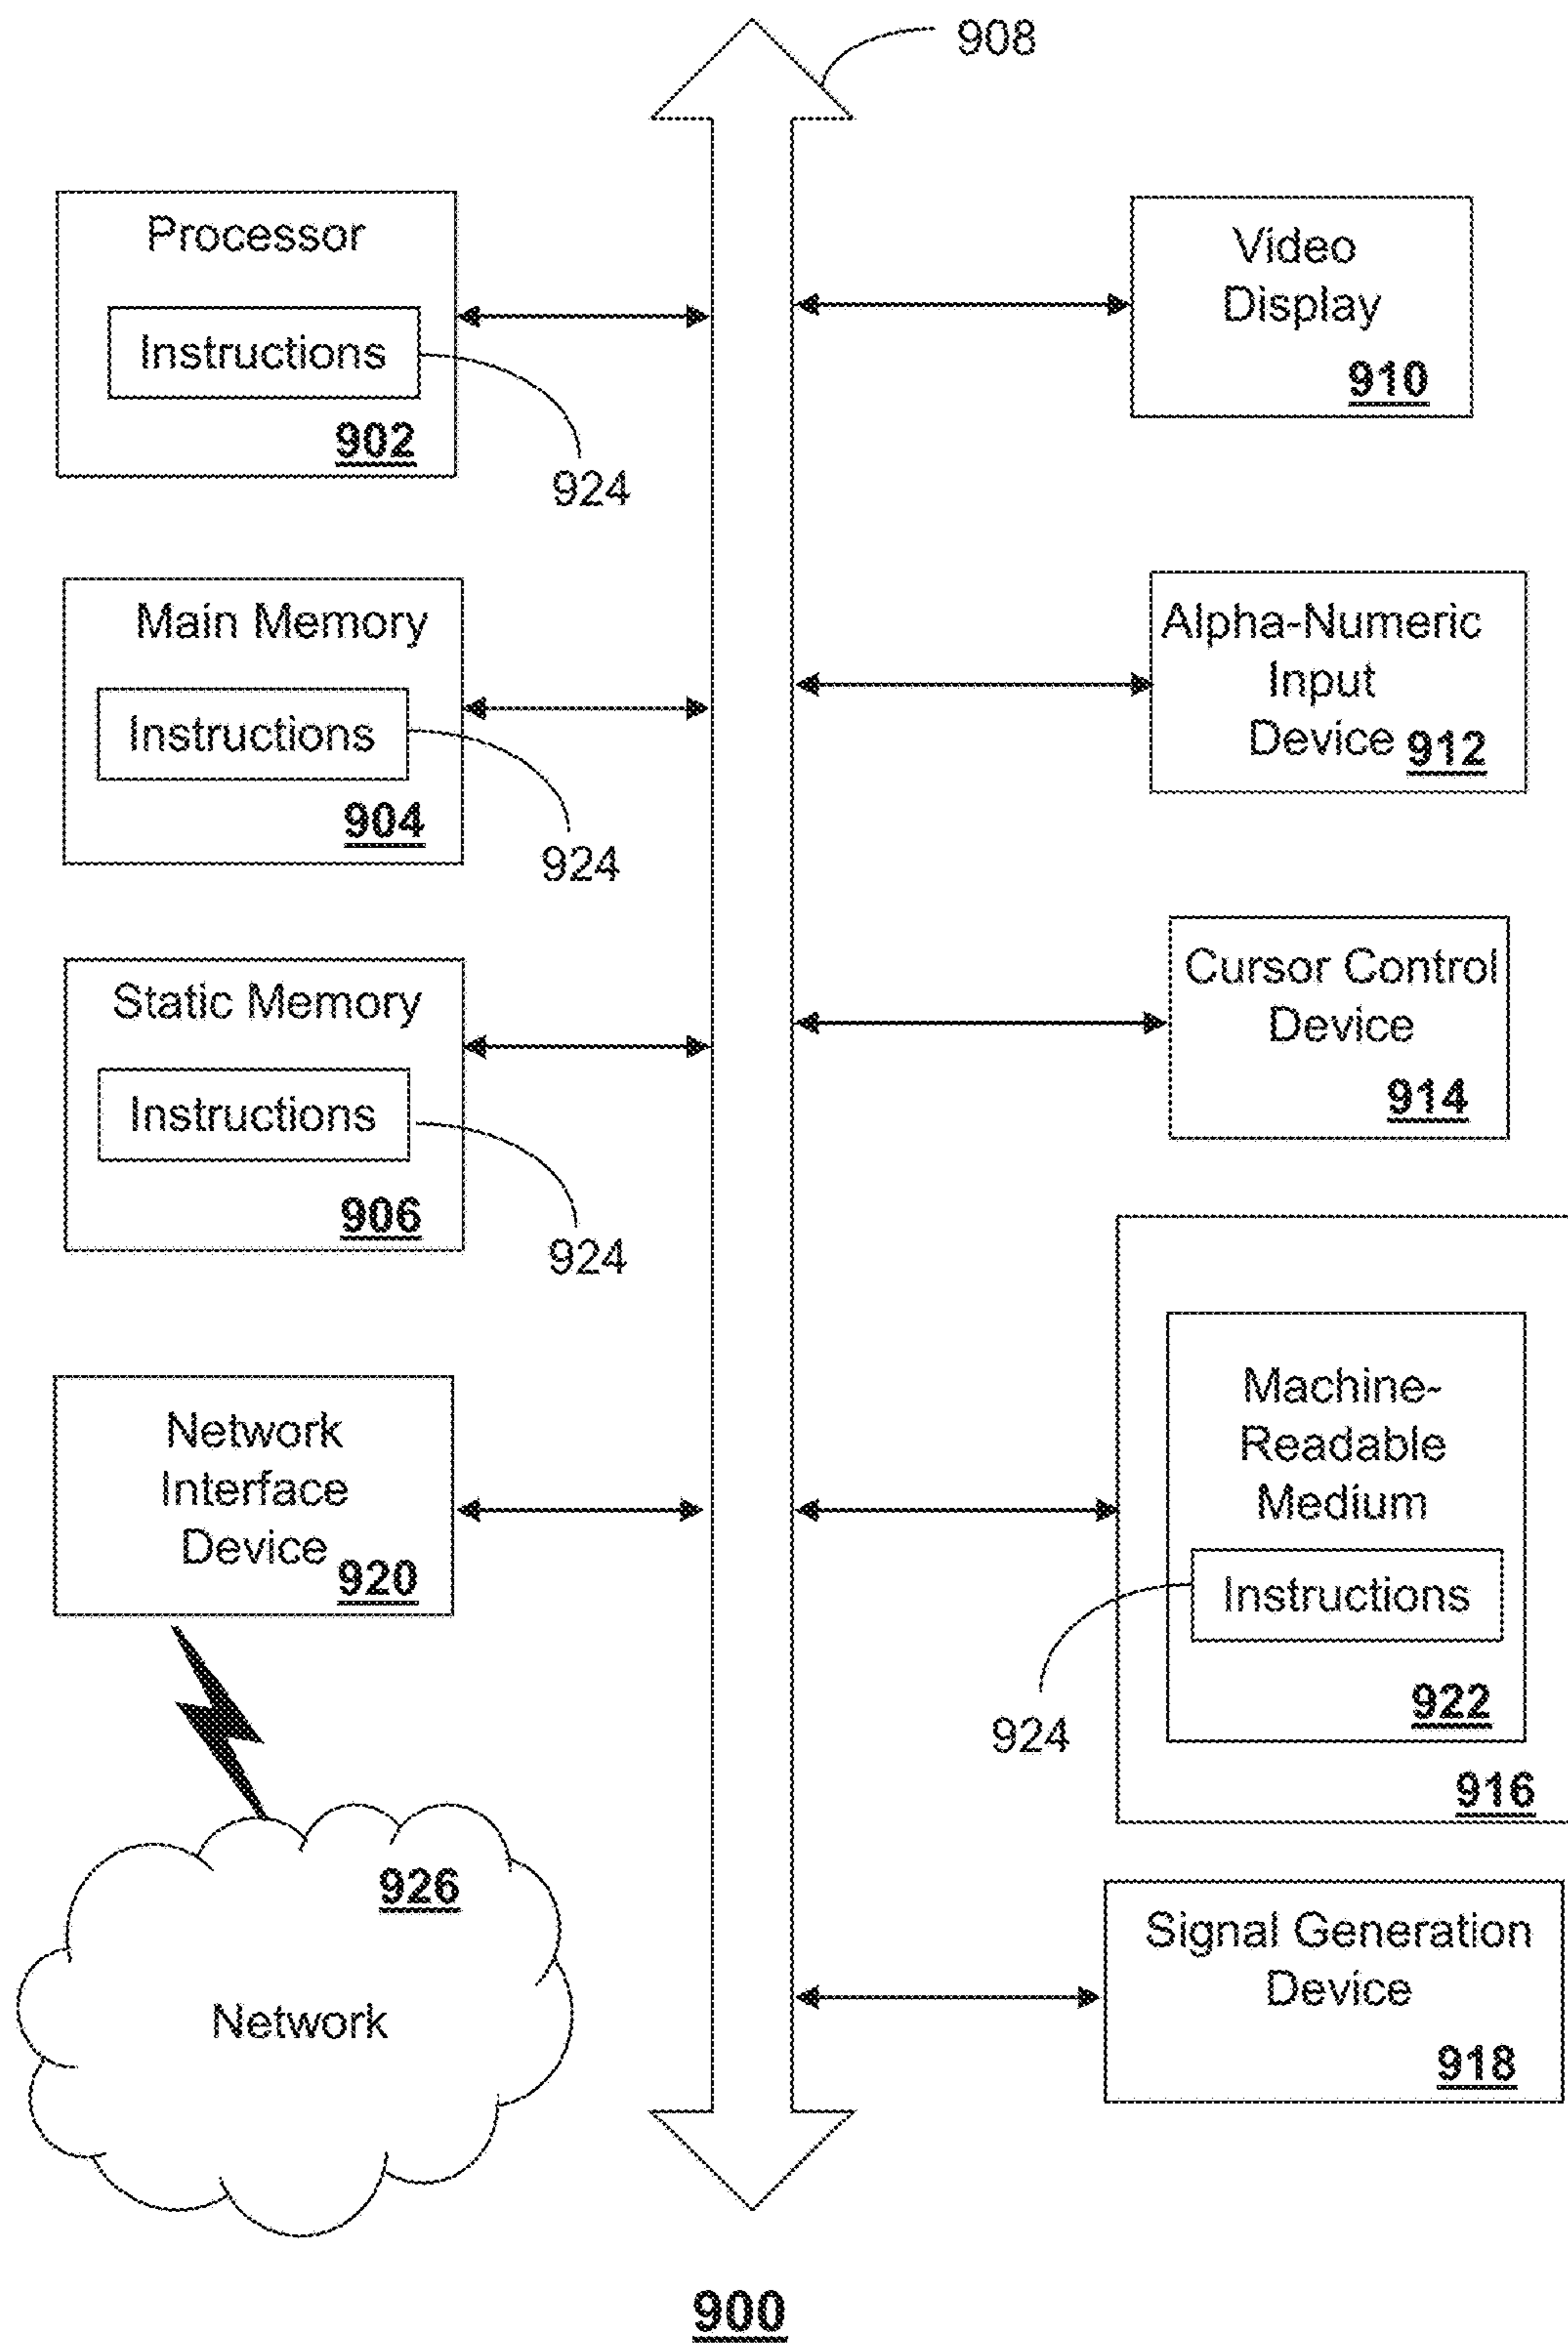 908
Processor
Instructions
902
924
Main Memory
Instructions
904
924
Static Memory
Instructions
906
924
Network
Interface
Device
920
926
Network
Video
Display
910
Alpha-Numeric
Input
Device 912
Cursor Control
Device
914
Machine-
Readable
Medium
Instructions
924
922
916
Signal Generation
Device
918
900